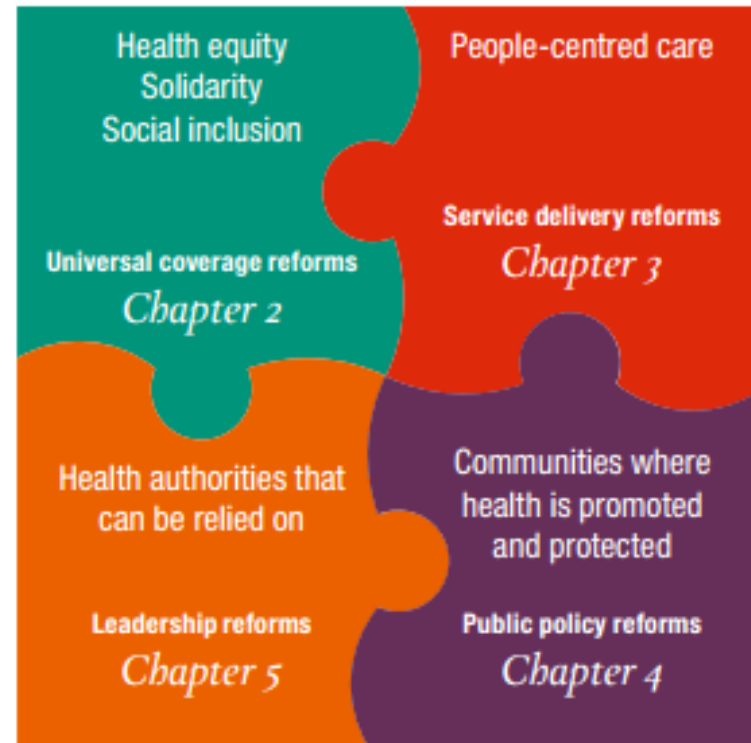 Health equity
Solidarity
Social inclusion
Universal coverage reforms
Chapter 2
People-centred care
Service delivery reforms
Chapter 3
Health authorities that
can be relied on
Leadership reforms
Chapter 5
Communities where
health is promoted
and protected
Public policy reforms
Chapter 4